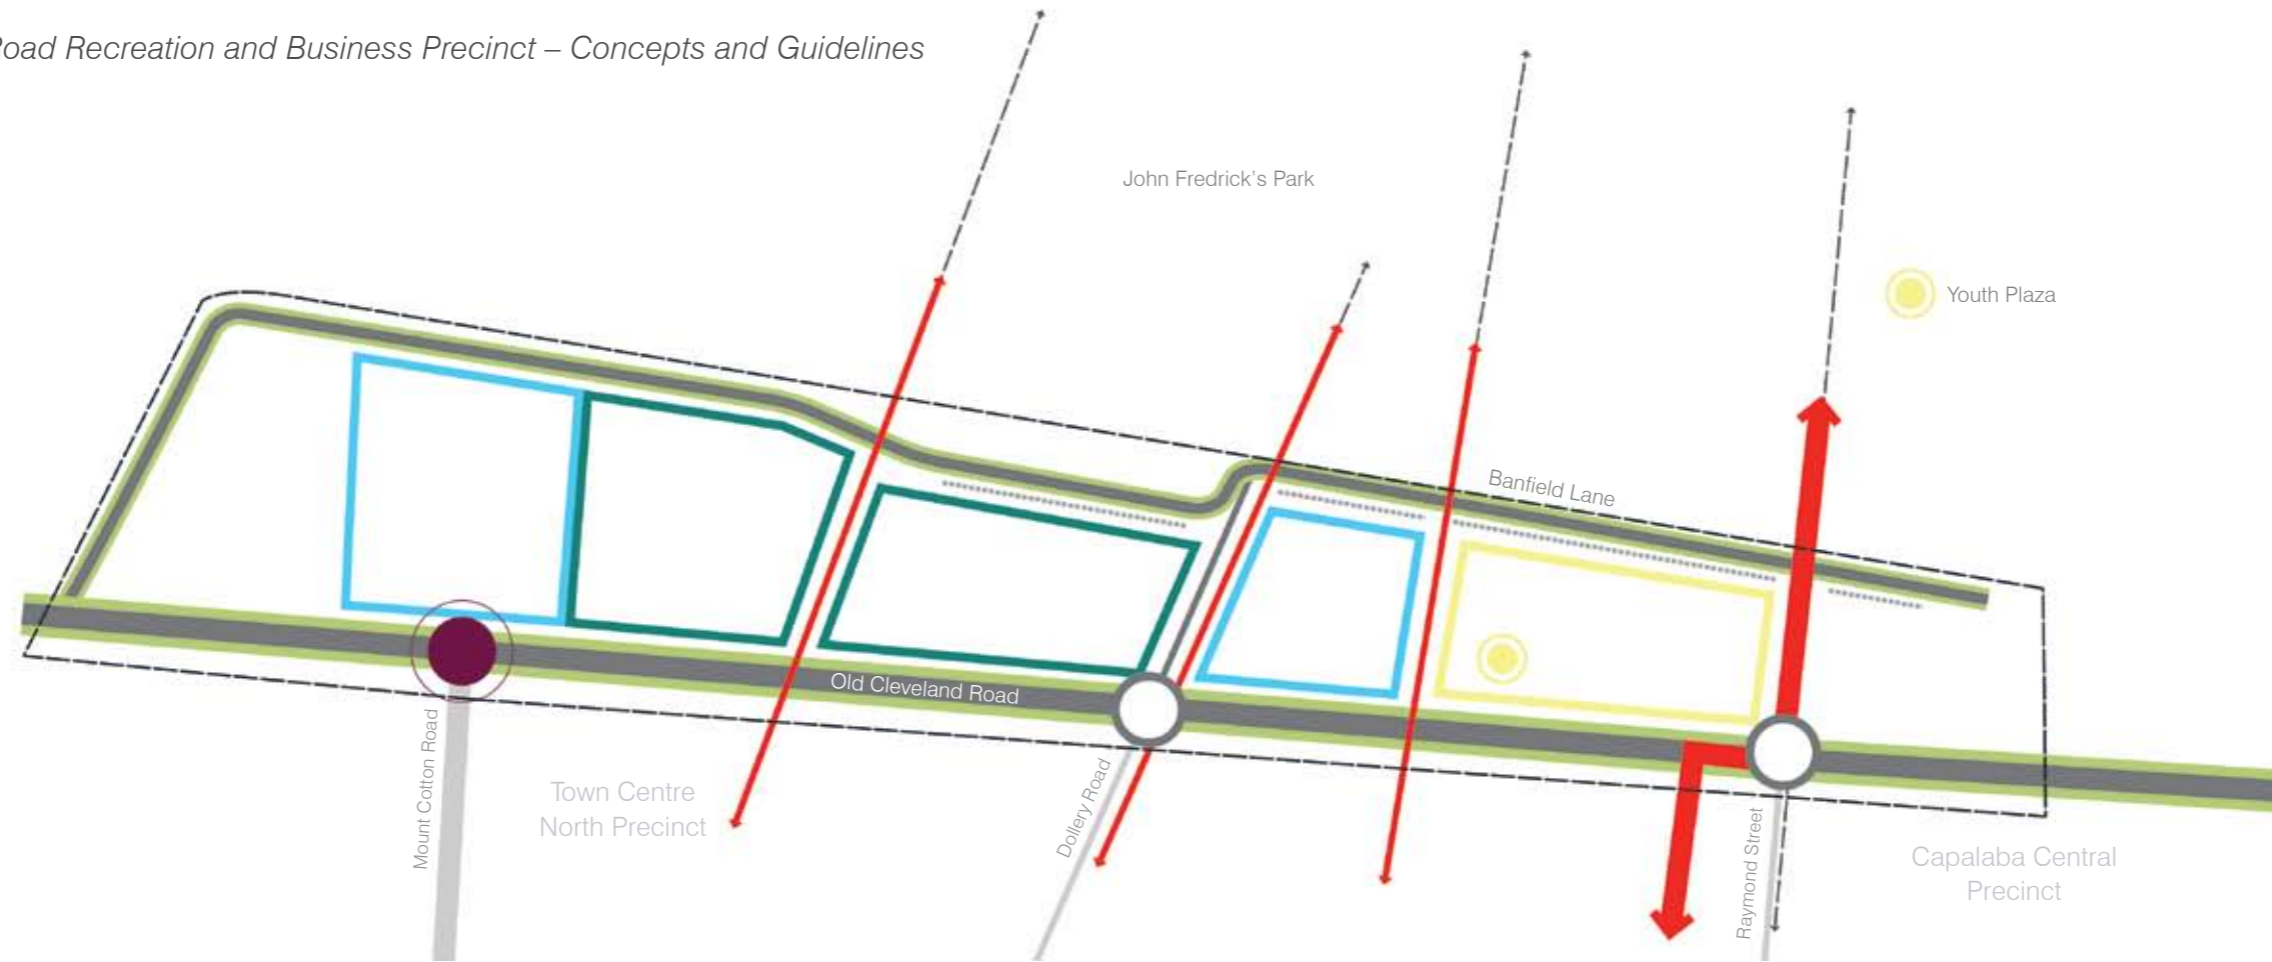 Road Recreation and Business Precinct – Concepts and Guidelines
John Fredrick's Park
Youth Plaza
Banfield Lane
Old Cleveland Road
Mount Cotton Road
Town Centre
North Precinct
Dollery Road
Raymond Street
Capalaba Central
Precinct